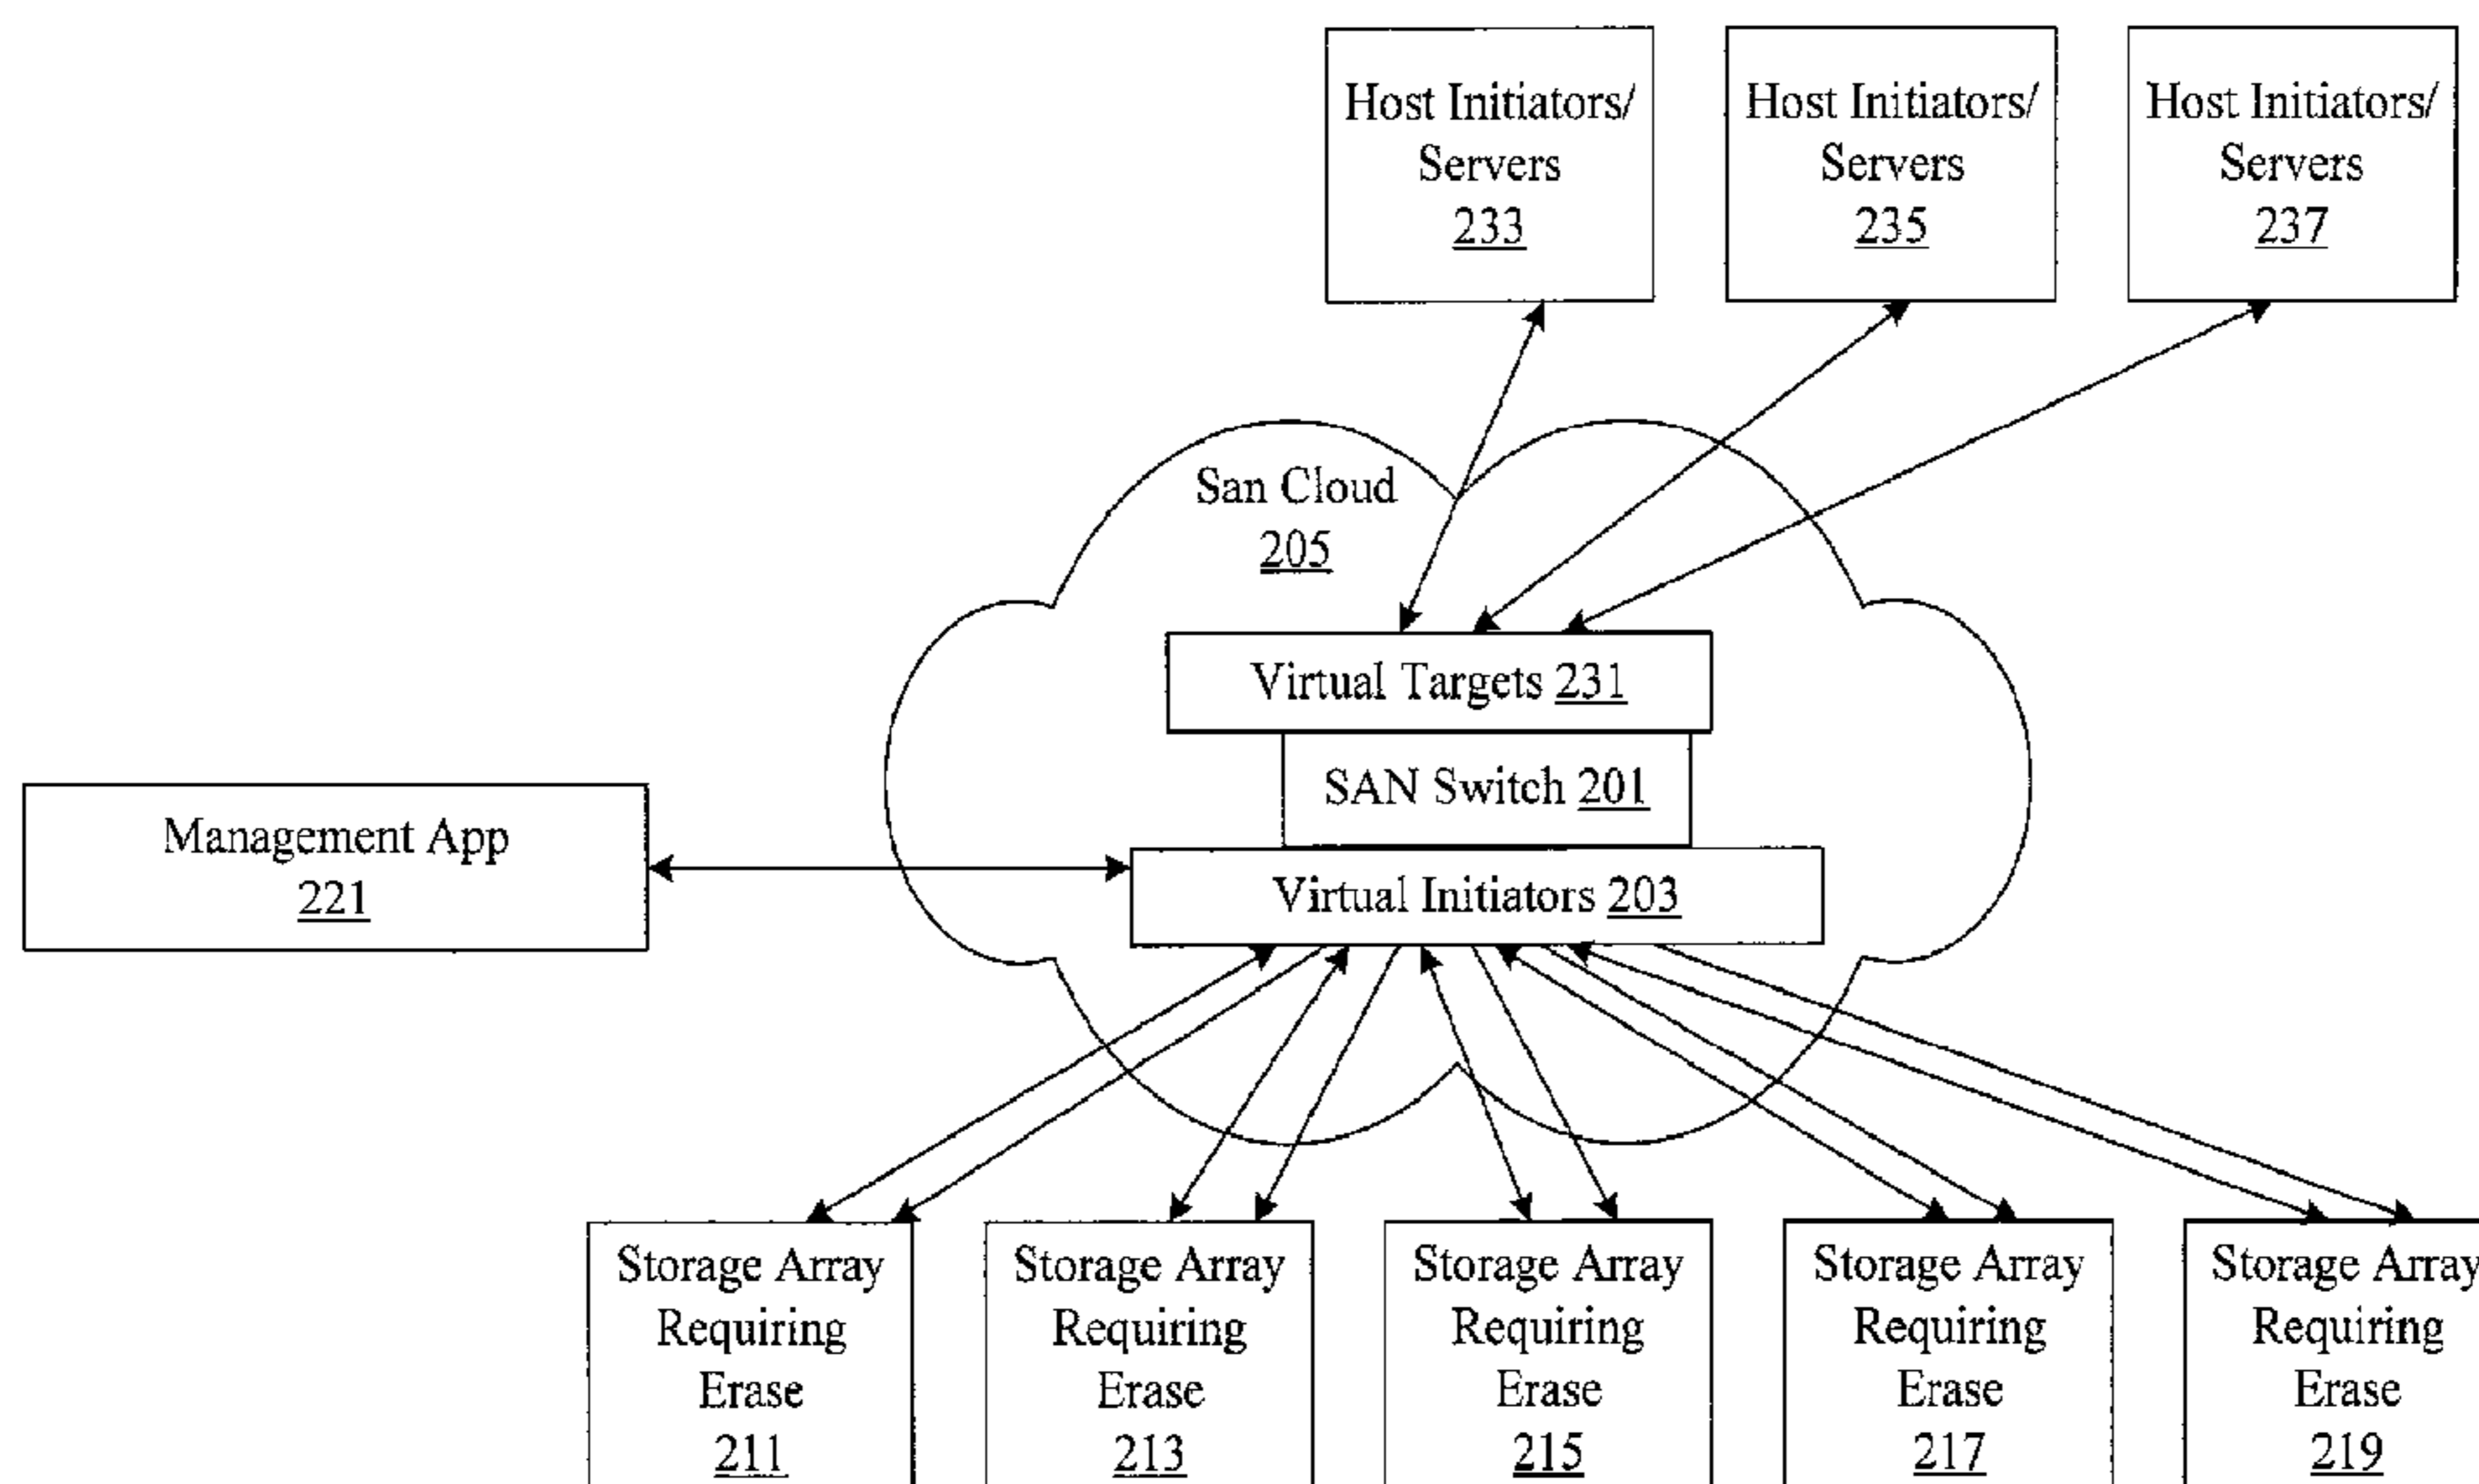 Host Initiators/
Servers
233
Host Initiators/
Servers
235
Host Initiators/
Servers
237
San Cloud
205
Virtual Targets 231
SAN Switch 201
Management App
221
Virtual Initiators 203
Storage Array
Requiring
Erase
211
Storage Array
Requiring
Erase
213
Storage Array
Requiring
Erase
215
Storage Array
Requiring
Erase
217
Storage Array
Requiring
Erase
219